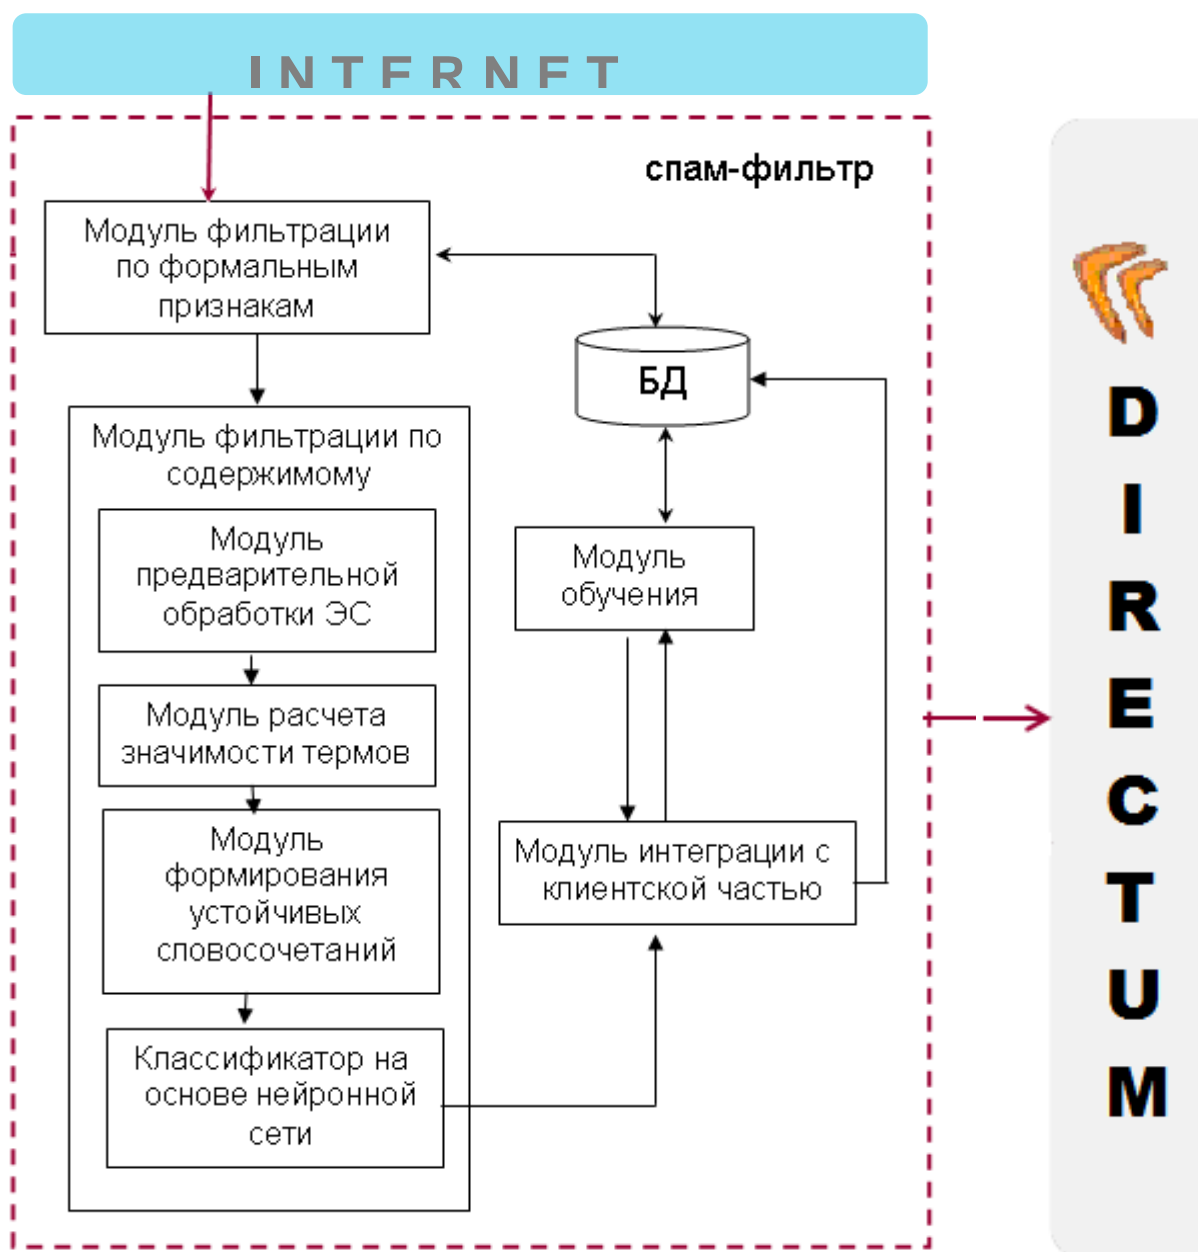 INTERNET
спам-фильтр
Модуль фильтрации
по формальным
признакам
БД
Модуль фильтрации по
содержимому
Модуль
предварительной
обработки ЭС
Модуль расчета
значимости термов
Модуль
формирования
устойчивых
словосочетаний
Классификатор на
основе нейронной
сети
Модуль
обучения
Модуль интеграции с
клиентской частью
DIRECTUM